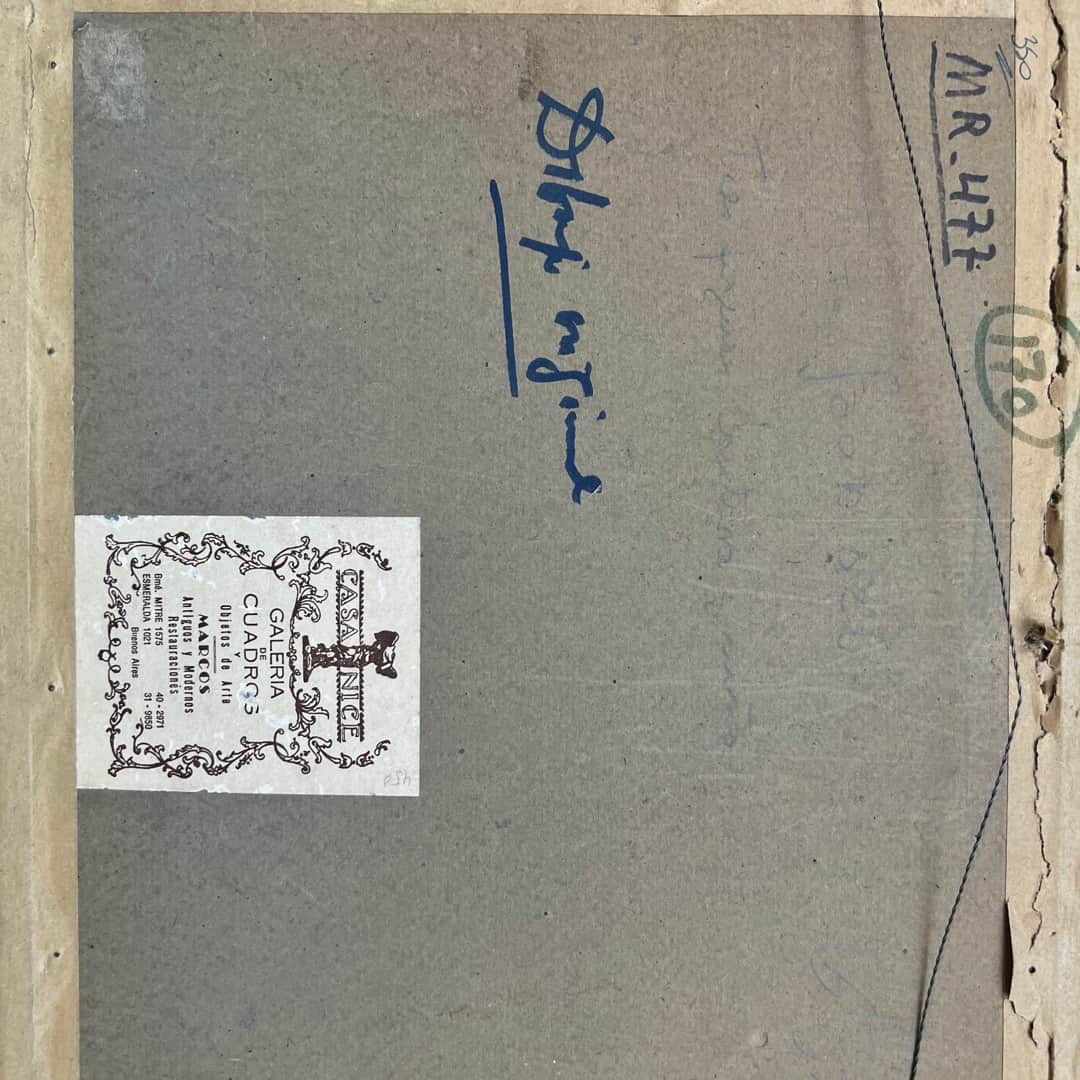 350
MR-477
170
Dibujo original
CASA NICE
GALERIA
DE
CUADROS
Y
Objetos de Arte
MARCOS
Antiguos y Modernos
Restauraciones
Bmé. MITRE 1575 40 - 2971
ESMERALDA 1021 31 - 9850
Buenos Aires
450